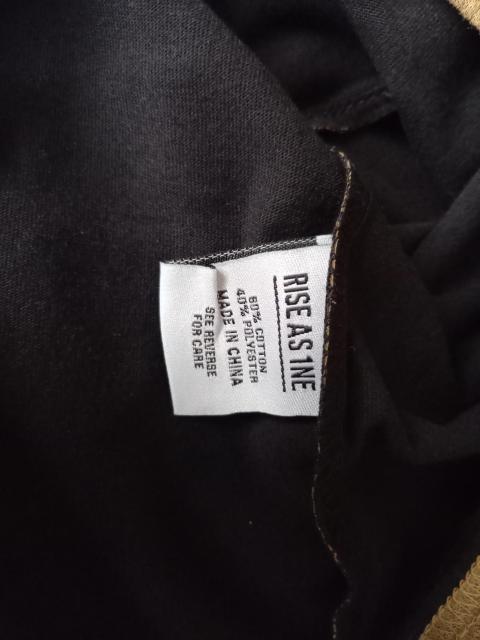 RISE AS 1NE
60% COTTON
40% POLYESTER
MADE IN CHINA
SEE REVERSE
FOR CARE